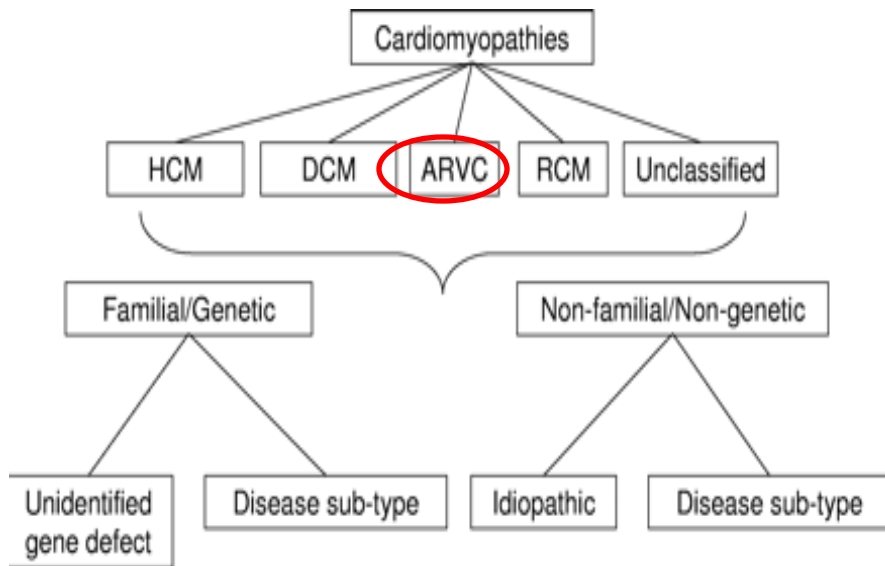 Cardiomyopathies
HCM
DCM
ARVC
RCM
Unclassified
Familial/Genetic
Non-familial/Non-genetic
Unidentified
gene defect
Disease sub-type
Idiopathic
Disease sub-type